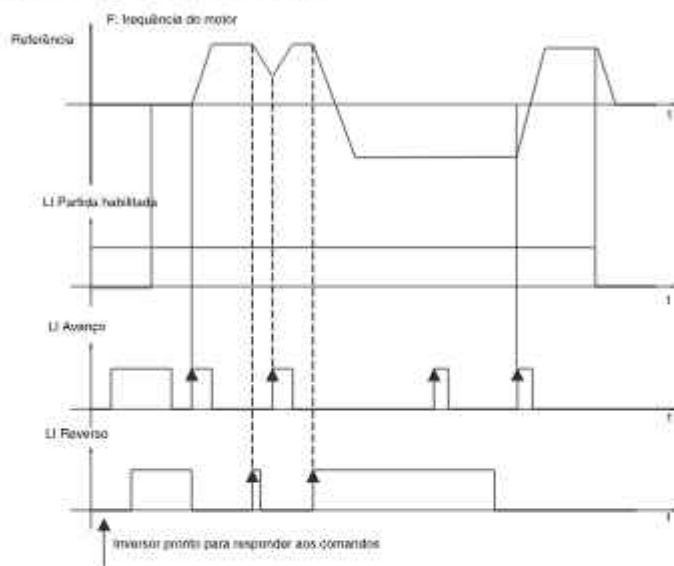 F: frequência do motor
Referência
t
LI Partida habilitada
t
LI Avanço
t
LI Reverso
t
Inversor pronto para responder aos comandos